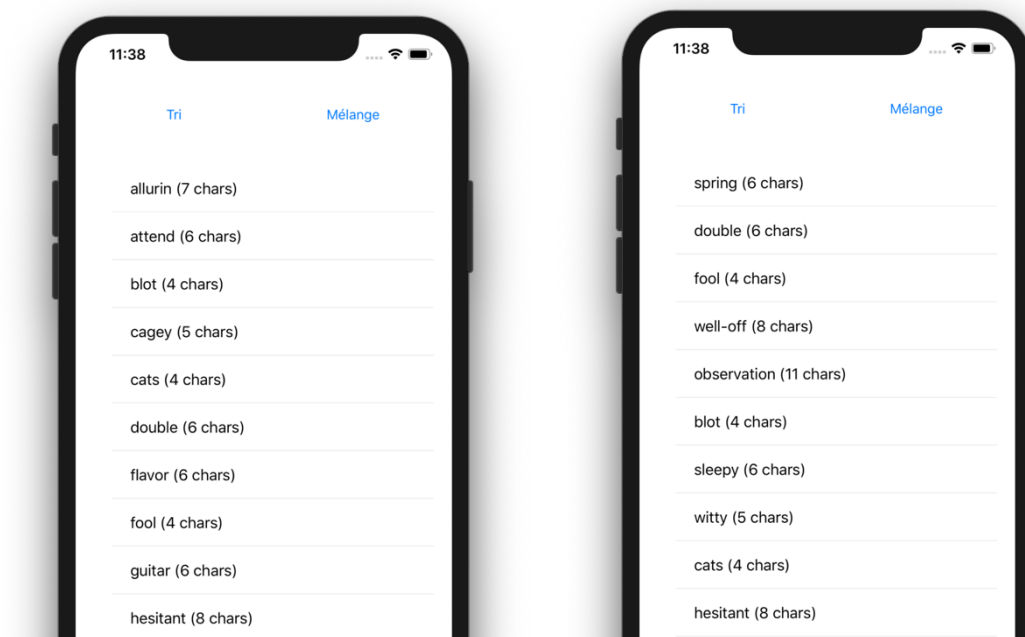 11:38
Tri Mélange
allurin (7 chars)
attend (6 chars)
blot (4 chars)
cagey (5 chars)
cats (4 chars)
double (6 chars)
flavor (6 chars)
fool (4 chars)
guitar (6 chars)
hesitant (8 chars)
11:38
Tri Mélange
spring (6 chars)
double (6 chars)
fool (4 chars)
well-off (8 chars)
observation (11 chars)
blot (4 chars)
sleepy (6 chars)
witty (5 chars)
cats (4 chars)
hesitant (8 chars)